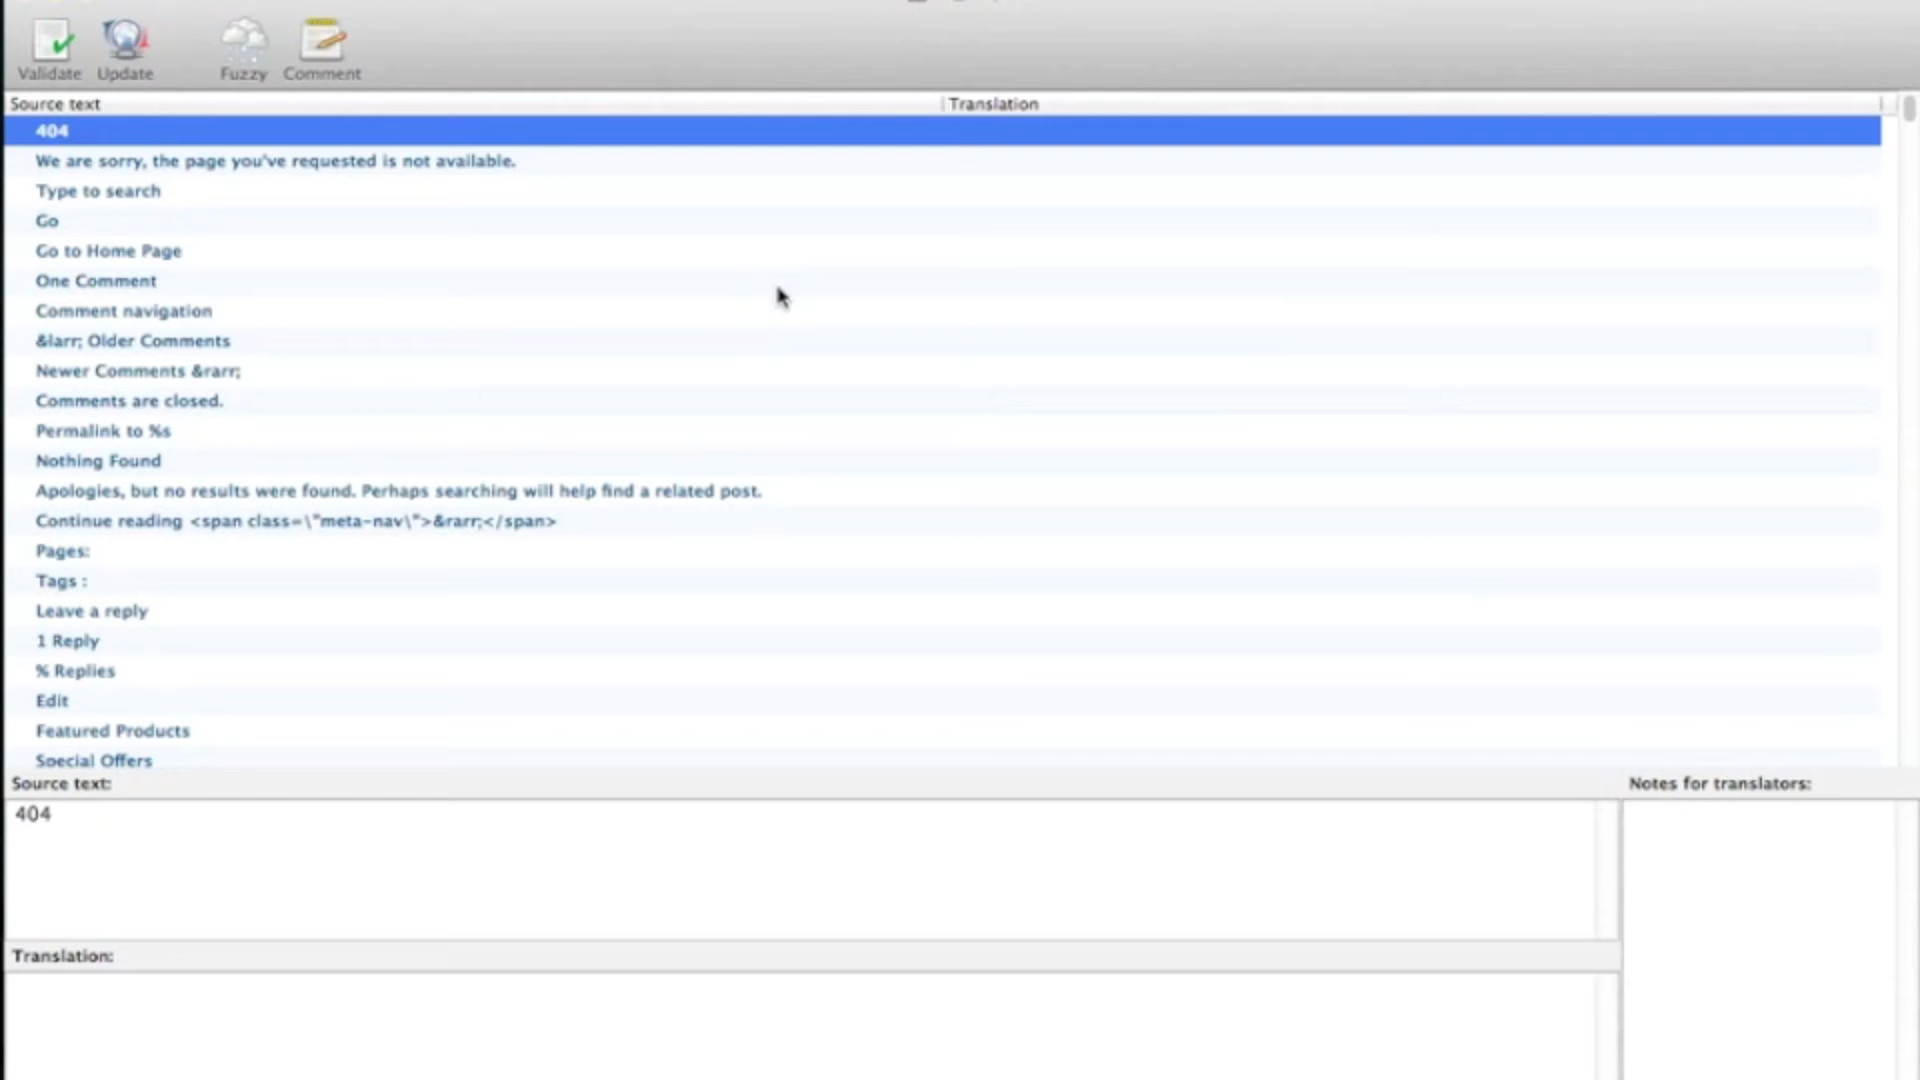 Validate Update Fuzzy Comment
Source text Translation
404
We are sorry, the page you've requested is not available.
Type to search
Go
Go to Home Page
One Comment
Comment navigation
&larr; Older Comments
Newer Comments &rarr;
Comments are closed.
Permalink to %s
Nothing Found
Apologies, but no results were found. Perhaps searching will help find a related post.
Continue reading <span class=\"meta-nav\">&rarr;</span>
Pages:
Tags :
Leave a reply
1 Reply
% Replies
Edit
Featured Products
Special Offers
Source text: Notes for translators:
404
Translation: